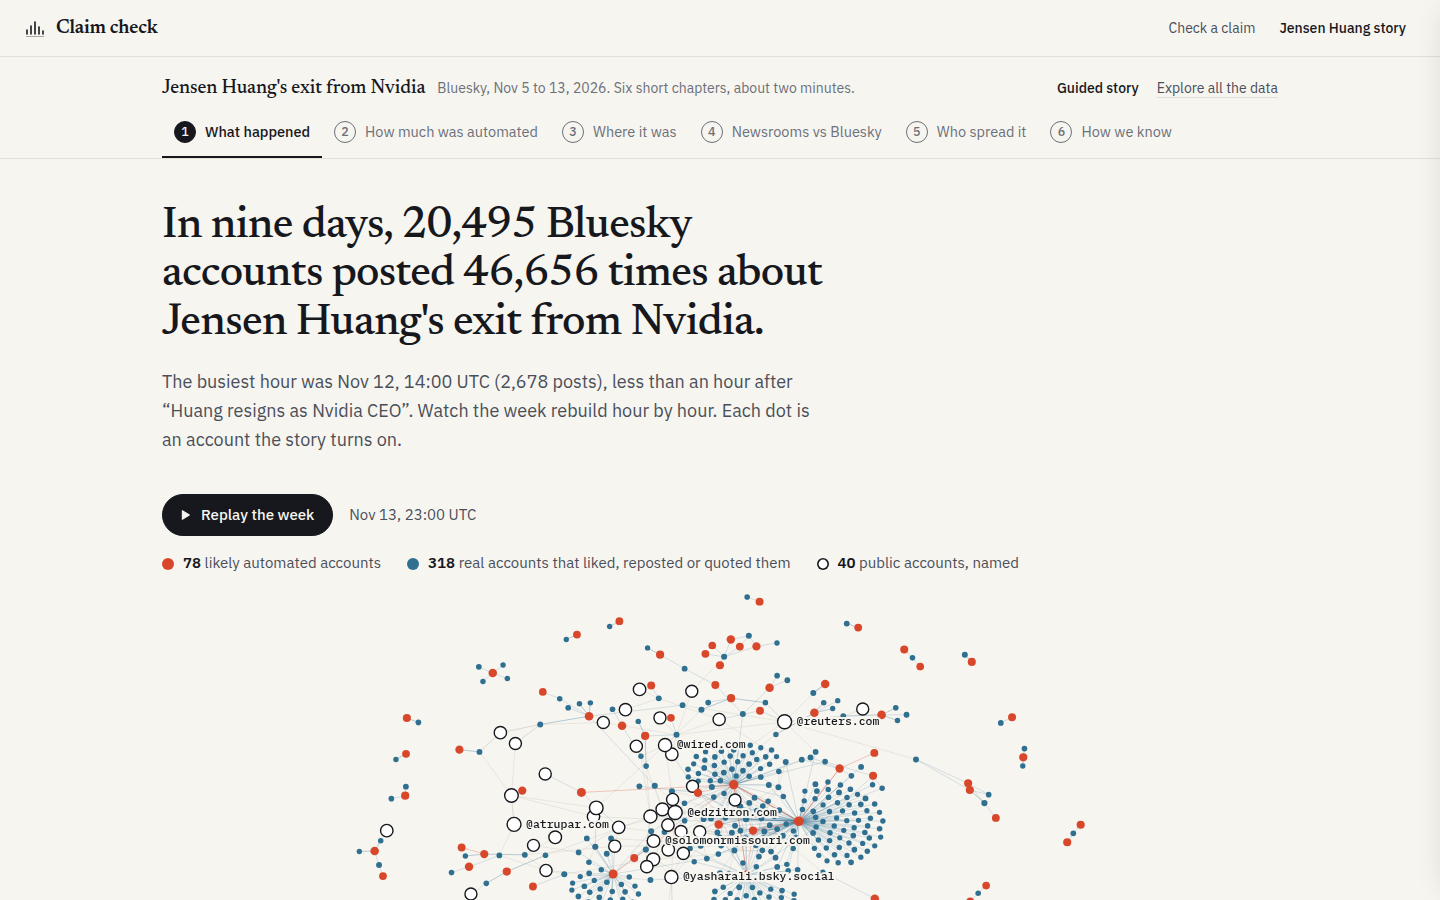 Claim check
Check a claim
Jensen Huang story
Jensen Huang's exit from Nvidia
Bluesky, Nov 5 to 13, 2026. Six short chapters, about two minutes.
Guided story
Explore all the data
1 What happened
2 How much was automated
3 Where it was
4 Newsrooms vs Bluesky
5 Who spread it
6 How we know
In nine days, 20,495 Bluesky
accounts posted 46,656 times about
Jensen Huang's exit from Nvidia.
The busiest hour was Nov 12, 14:00 UTC (2,678 posts), less than an hour after
“Huang resigns as Nvidia CEO”. Watch the week rebuild hour by hour. Each dot is
an account the story turns on.
Replay the week
Nov 13, 23:00 UTC
78 likely automated accounts
318 real accounts that liked, reposted or quoted them
40 public accounts, named
@reuters.com
@wired.com
@edzitron.com
@atrupar.com
@solomonrmissouri.com
@yasharali.bsky.social